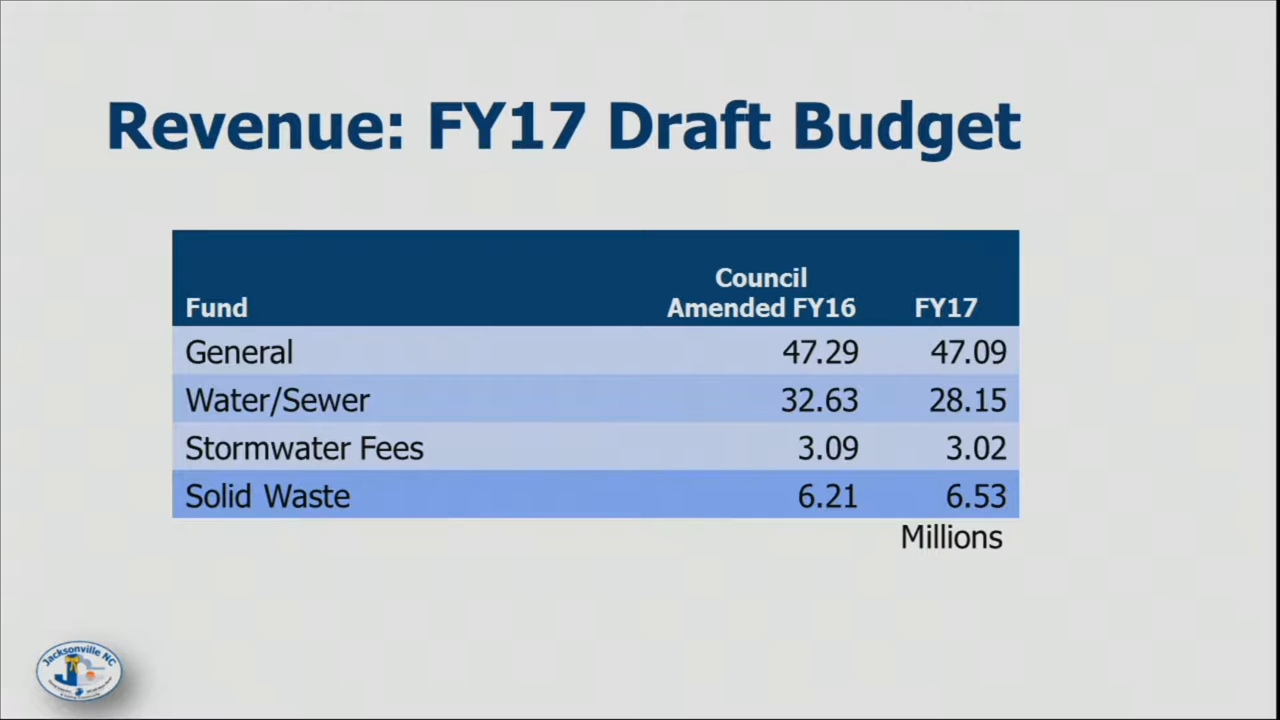 Revenue: FY17 Draft Budget
Council
Fund Amended FY16 FY17
General 47.29 47.09
Water/Sewer 32.63 28.15
Stormwater Fees 3.09 3.02
Solid Waste 6.21 6.53
Millions
Jacksonville NC